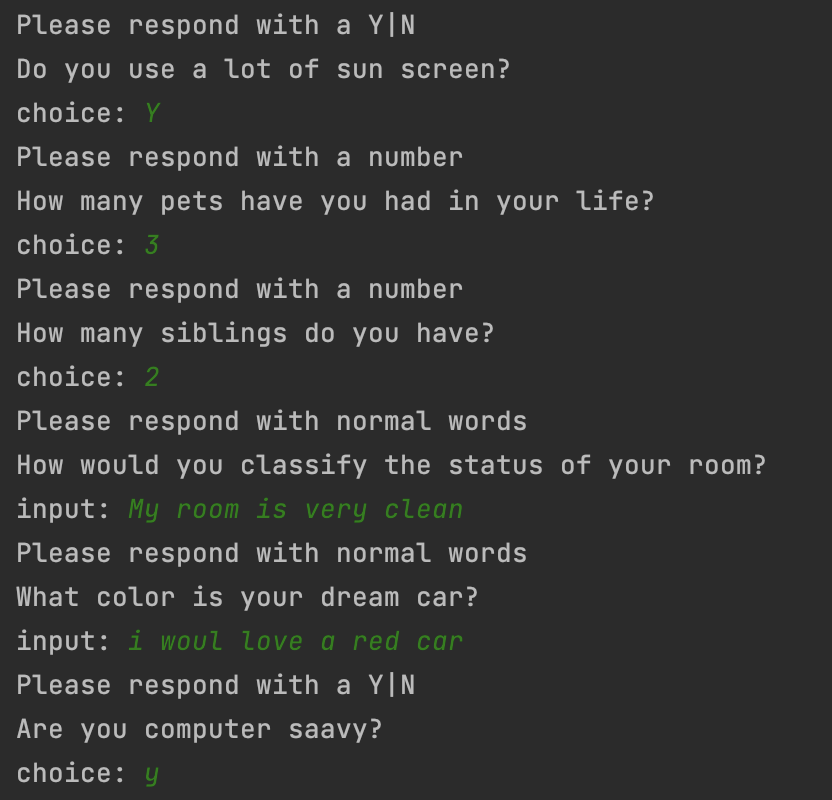 Please respond with a Y|N
Do you use a lot of sun screen?
choice: Y
Please respond with a number
How many pets have you had in your life?
choice: 3
Please respond with a number
How many siblings do you have?
choice: 2
Please respond with normal words
How would you classify the status of your room?
input: My room is very clean
Please respond with normal words
What color is your dream car?
input: i woul love a red car
Please respond with a Y|N
Are you computer saavy?
choice: y